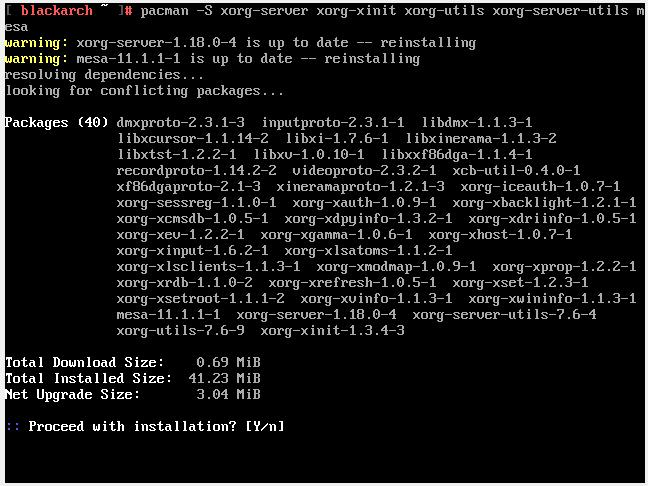 [ blackarch ~ ]# pacman -S xorg-server xorg-xinit xorg-utils xorg-server-utils m
esa
warning: xorg-server-1.18.0-4 is up to date -- reinstalling
warning: mesa-11.1.1-1 is up to date -- reinstalling
resolving dependencies...
looking for conflicting packages...
Packages (40) dmxproto-2.3.1-3  inputproto-2.3.1-1  libdmx-1.1.3-1
libxcursor-1.1.14-2  libxi-1.7.6-1  libxinerama-1.1.3-2
libxtst-1.2.2-1  libxv-1.0.10-1  libxxf86dga-1.1.4-1
recordproto-1.14.2-2  videoproto-2.3.2-1  xcb-util-0.4.0-1
xf86dgaproto-2.1-3  xineramaproto-1.2.1-3  xorg-iceauth-1.0.7-1
xorg-sessreg-1.1.0-1  xorg-xauth-1.0.9-1  xorg-xbacklight-1.2.1-1
xorg-xcmsdb-1.0.5-1  xorg-xdpyinfo-1.3.2-1  xorg-xdriinfo-1.0.5-1
xorg-xev-1.2.2-1  xorg-xgamma-1.0.6-1  xorg-xhost-1.0.7-1
xorg-xinput-1.6.2-1  xorg-xlsatoms-1.1.2-1
xorg-xlsclients-1.1.3-1  xorg-xmodmap-1.0.9-1  xorg-xprop-1.2.2-1
xorg-xrdb-1.1.0-2  xorg-xrefresh-1.0.5-1  xorg-xset-1.2.3-1
xorg-xsetroot-1.1.1-2  xorg-xvinfo-1.1.3-1  xorg-xwininfo-1.1.3-1
mesa-11.1.1-1  xorg-server-1.18.0-4  xorg-server-utils-7.6-4
xorg-utils-7.6-9  xorg-xinit-1.3.4-3
Total Download Size:    0.69 MiB
Total Installed Size:  41.23 MiB
Net Upgrade Size:       3.04 MiB
:: Proceed with installation? [Y/n]